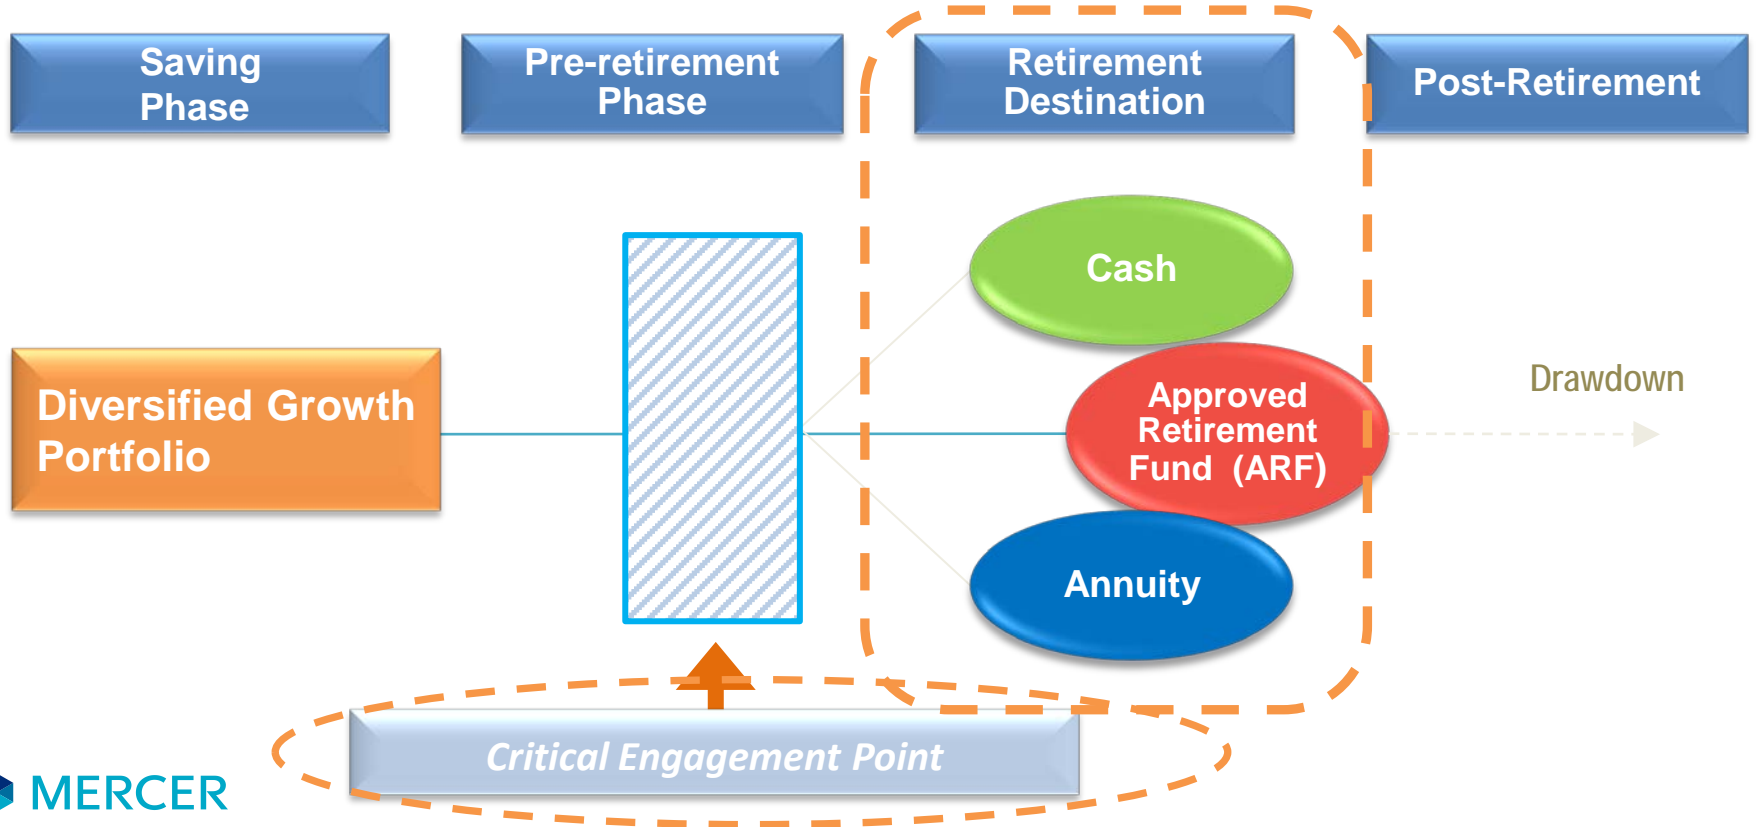 Saving
Phase
Pre-retirement
Phase
Retirement
Destination
Post-Retirement
Cash
Diversified Growth
Portfolio
Approved
Retirement
Fund (ARF)
Drawdown
Annuity
Critical Engagement Point
MERCER